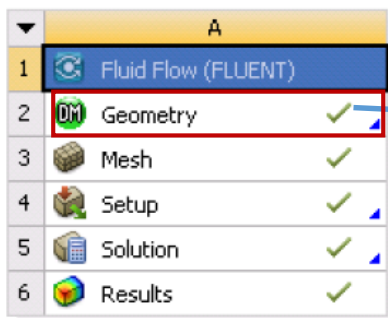 A
1 Fluid Flow (FLUENT)
2 DM Geometry
3 Mesh
4 Setup
5 Solution
6 Results